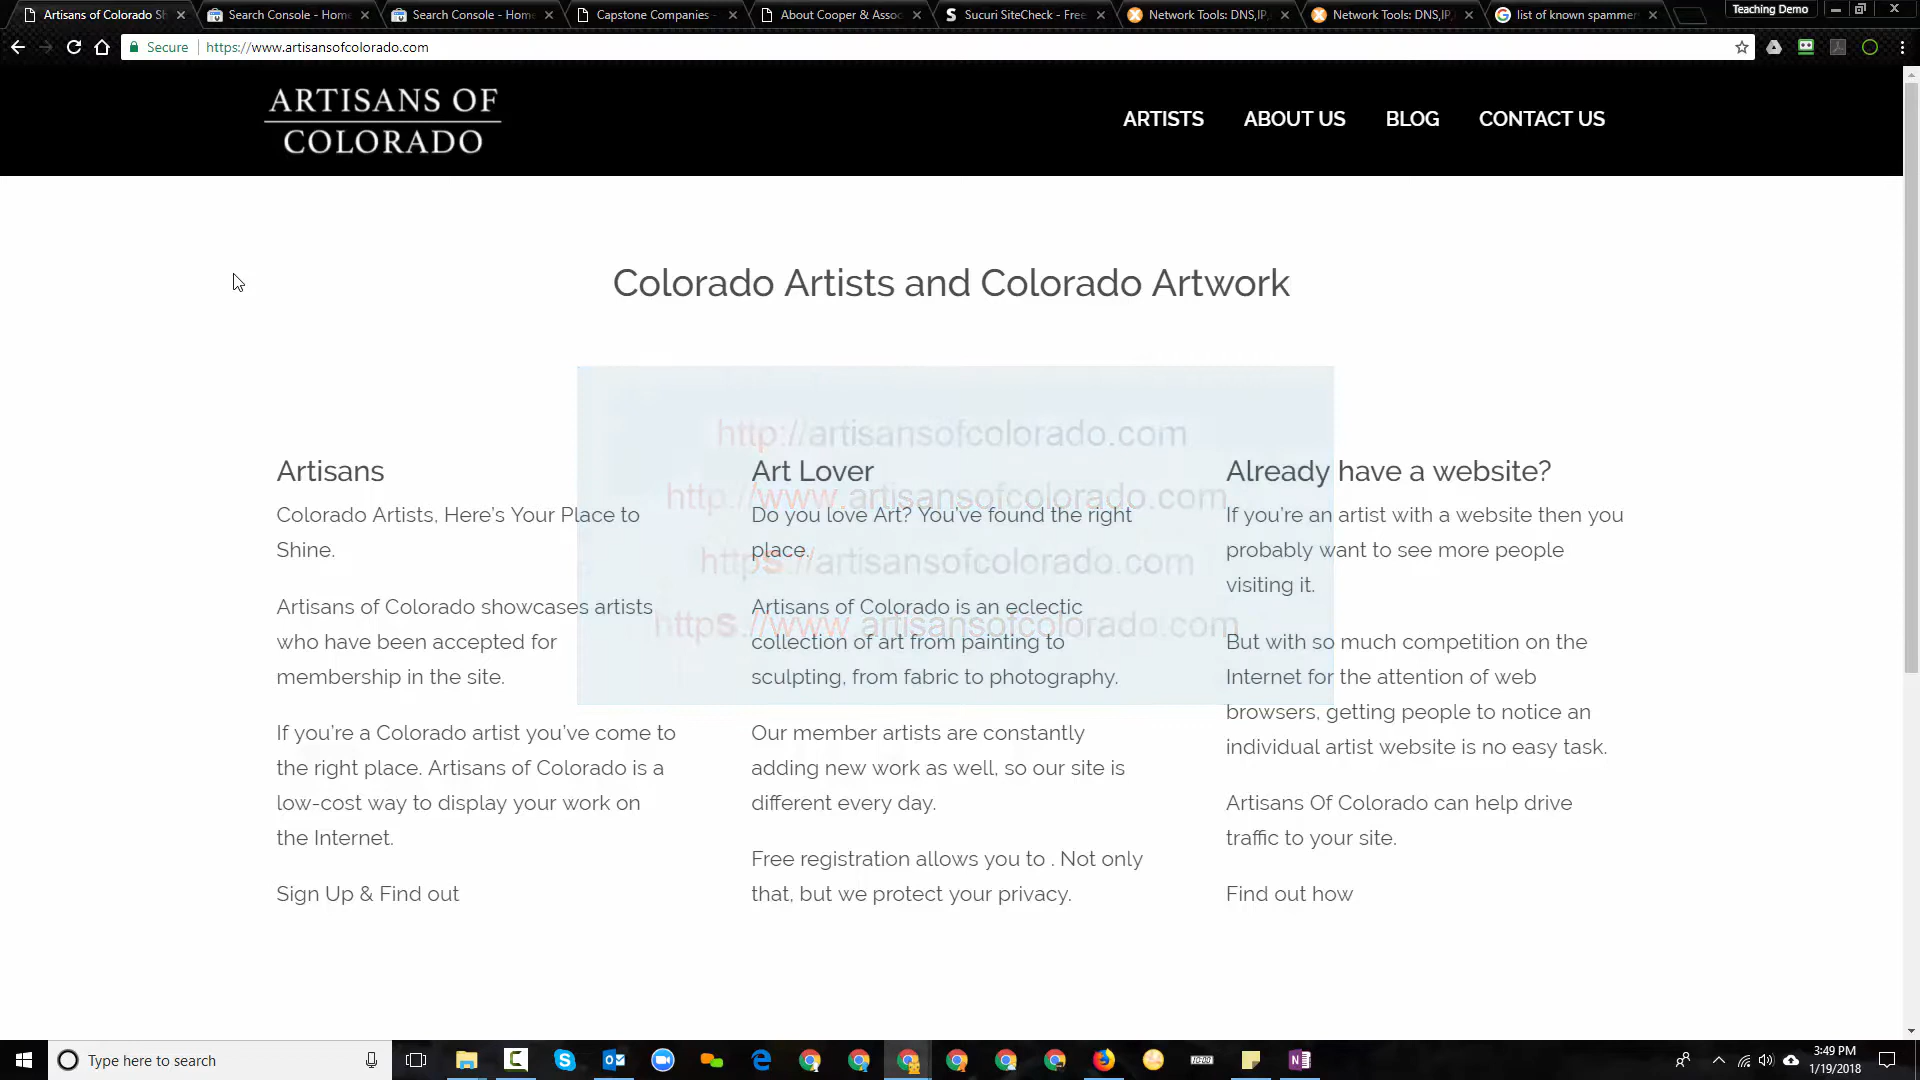 Artisans of Colorado Sh
Search Console - Home
Search Console - Home
Capstone Companies -
About Cooper & Assoc
Sucuri SiteCheck - Free
Network Tools: DNS,IP,
Network Tools: DNS,IP,
list of known spammer
Teaching Demo
Secure
https://www.artisansofcolorado.com
ARTISANS OF
COLORADO
ARTISTS
ABOUT US
BLOG
CONTACT US
Colorado Artists and Colorado Artwork
http://artisansofcolorado.com
http://www.artisansofcolorado.com
https://artisansofcolorado.com
https://www.artisansofcolorado.com
Artisans
Colorado Artists, Here's Your Place to
Shine.
Artisans of Colorado showcases artists
who have been accepted for
membership in the site.
If you're a Colorado artist you've come to
the right place. Artisans of Colorado is a
low-cost way to display your work on
the Internet.
Sign Up & Find out
Art Lover
Do you love Art? You've found the right
place.
Artisans of Colorado is an eclectic
collection of art from painting to
sculpting, from fabric to photography.
Our member artists are constantly
adding new work as well, so our site is
different every day.
Free registration allows you to . Not only
that, but we protect your privacy.
Already have a website?
If you're an artist with a website then you
probably want to see more people
visiting it.
But with so much competition on the
Internet for the attention of web
browsers, getting people to notice an
individual artist website is no easy task.
Artisans Of Colorado can help drive
traffic to your site.
Find out how
Type here to search
3:49 PM
1/19/2018